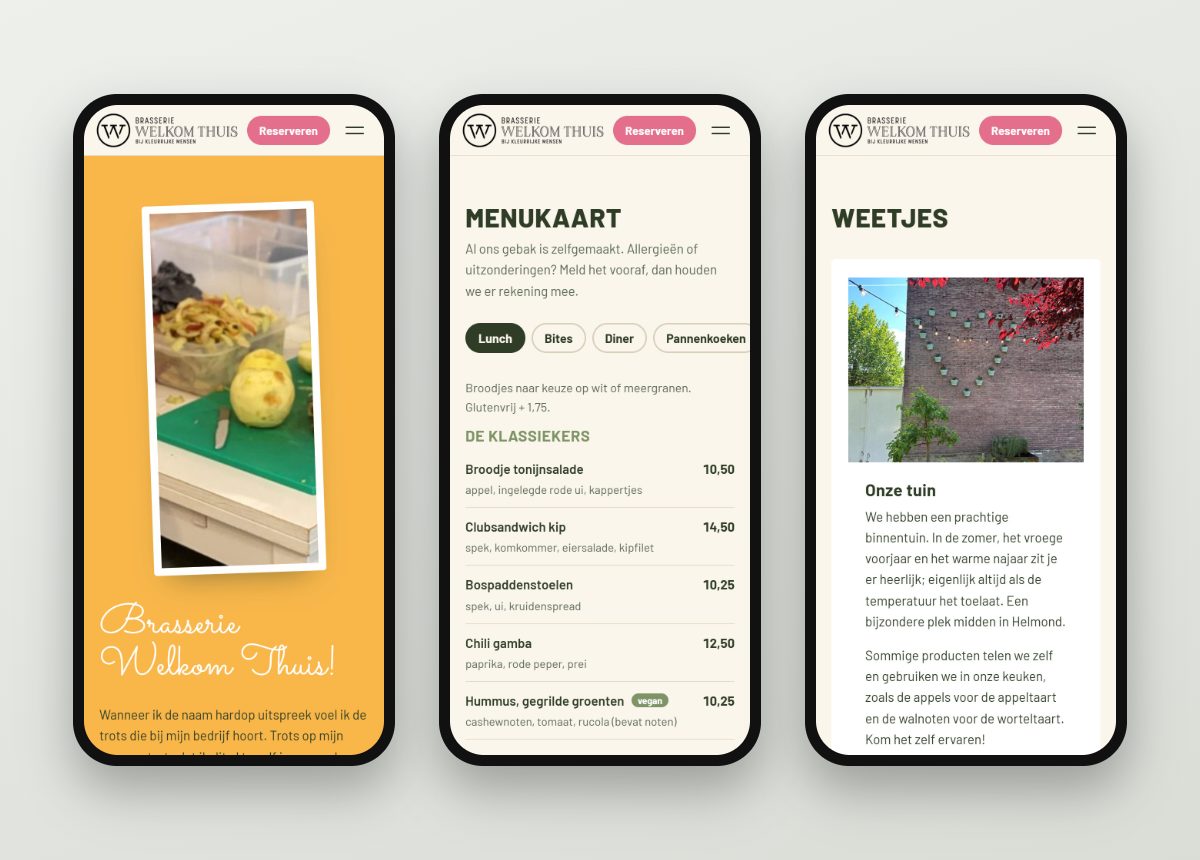 BRASSERIE
WELKOM THUIS
BIJ KLEURRIJKE MENSEN
Reserveren
Brasserie
Welkom Thuis!
Wanneer ik de naam hardop uitspreek voel ik de
trots die bij mijn bedrijf hoort. Trots op mijn
BRASSERIE
WELKOM THUIS
BIJ KLEURRIJKE MENSEN
Reserveren
MENUKAART
Al ons gebak is zelfgemaakt. Allergieën of
uitzonderingen? Meld het vooraf, dan houden
we er rekening mee.
Lunch Bites Diner Pannenkoeken
Broodjes naar keuze op wit of meergranen.
Glutenvrij + 1,75.
DE KLASSIEKERS
Broodje tonijnsalade 10,50
appel, ingelegde rode ui, kappertjes
Clubsandwich kip 14,50
spek, komkommer, eiersalade, kipfilet
Bospaddenstoelen 10,25
spek, ui, kruidenspread
Chili gamba 12,50
paprika, rode peper, prei
Hummus, gegrilde groenten vegan 10,25
cashewnoten, tomaat, rucola (bevat noten)
BRASSERIE
WELKOM THUIS
BIJ KLEURRIJKE MENSEN
Reserveren
WEETJES
Onze tuin
We hebben een prachtige
binnentuin. In de zomer, het vroege
voorjaar en het warme najaar zit je
er heerlijk; eigenlijk altijd als de
temperatuur het toelaat. Een
bijzondere plek midden in Helmond.
Sommige producten telen we zelf
en gebruiken we in onze keuken,
zoals de appels voor de appeltaart
en de walnoten voor de worteltaart.
Kom het zelf ervaren!